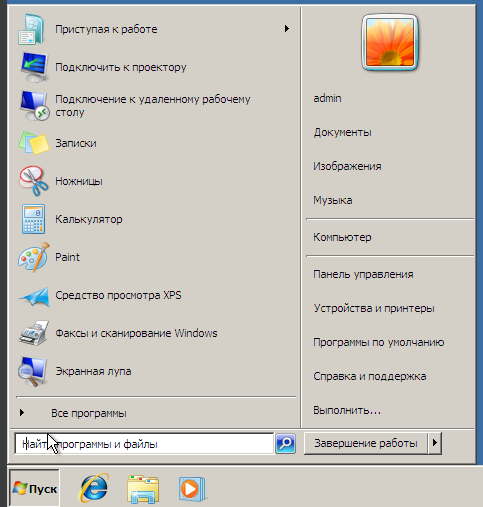 Приступая к работе
Подключить к проектору
Подключение к удаленному рабочему
столу
Записки
Ножницы
Калькулятор
Paint
Средство просмотра XPS
Факсы и сканирование Windows
Экранная лупа
Все программы
Найти программы и файлы
admin
Документы
Изображения
Музыка
Компьютер
Панель управления
Устройства и принтеры
Программы по умолчанию
Справка и поддержка
Выполнить...
Завершение работы
Пуск